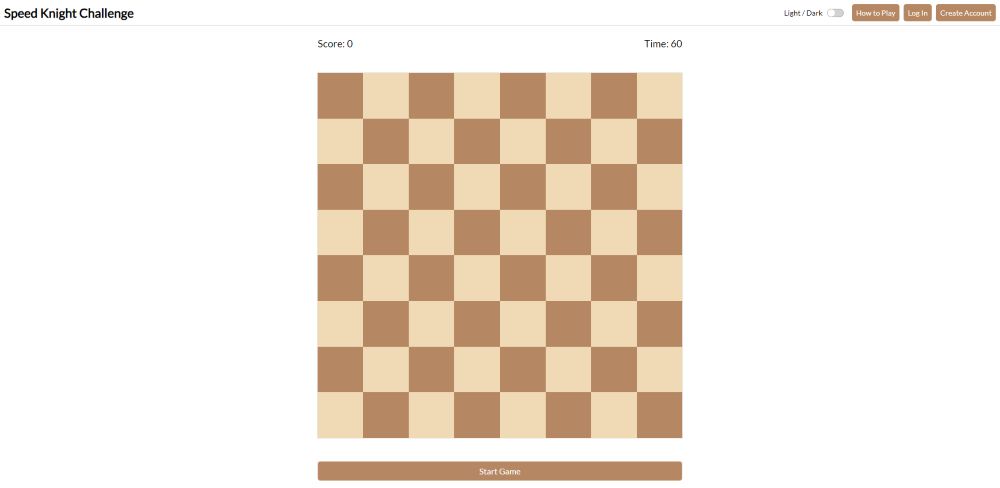 Speed Knight Challenge
Light / Dark
How to Play
Log In
Create Account
Score: 0
Time: 60
Start Game